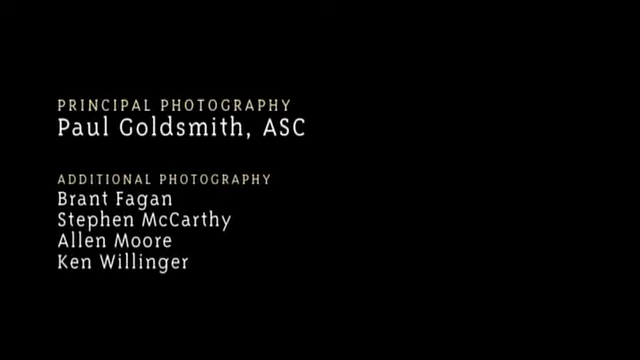 PRINCIPAL PHOTOGRAPHY
Paul Goldsmith, ASC
ADDITIONAL PHOTOGRAPHY
Brant Fagan
Stephen McCarthy
Allen Moore
Ken Willinger